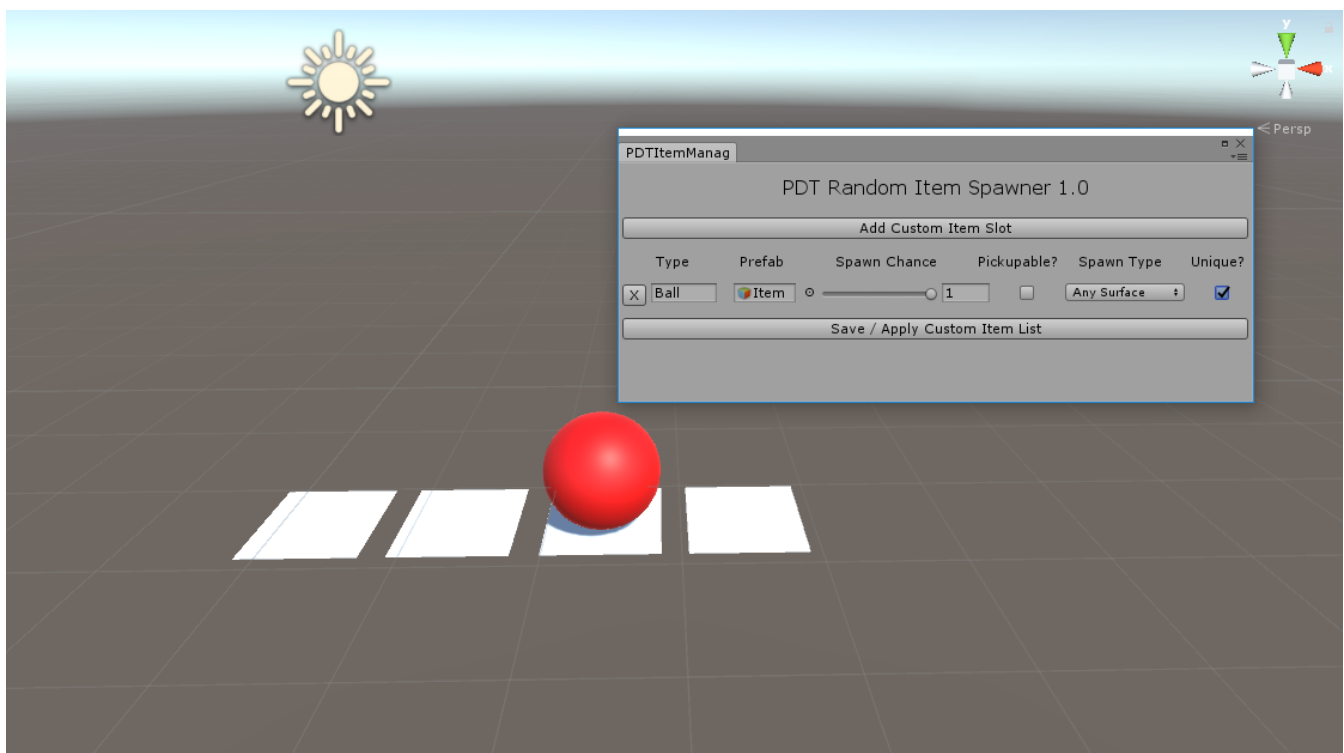 y
x
Persp
PDTItemManag
PDT Random Item Spawner 1.0
Add Custom Item Slot
Type Prefab Spawn Chance Pickupable? Spawn Type Unique?
X Ball Item 1 Any Surface
Save / Apply Custom Item List